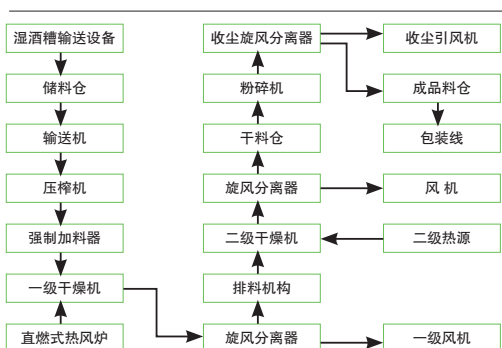 湿酒糟输送设备
储料仓
输送机
压榨机
强制加料器
一级干燥机
直燃式热风炉
收尘旋风分离器
粉碎机
干料仓
旋风分离器
二级干燥机
排料机构
旋风分离器
收尘引风机
成品料仓
包装线
风 机
二级热源
一级风机